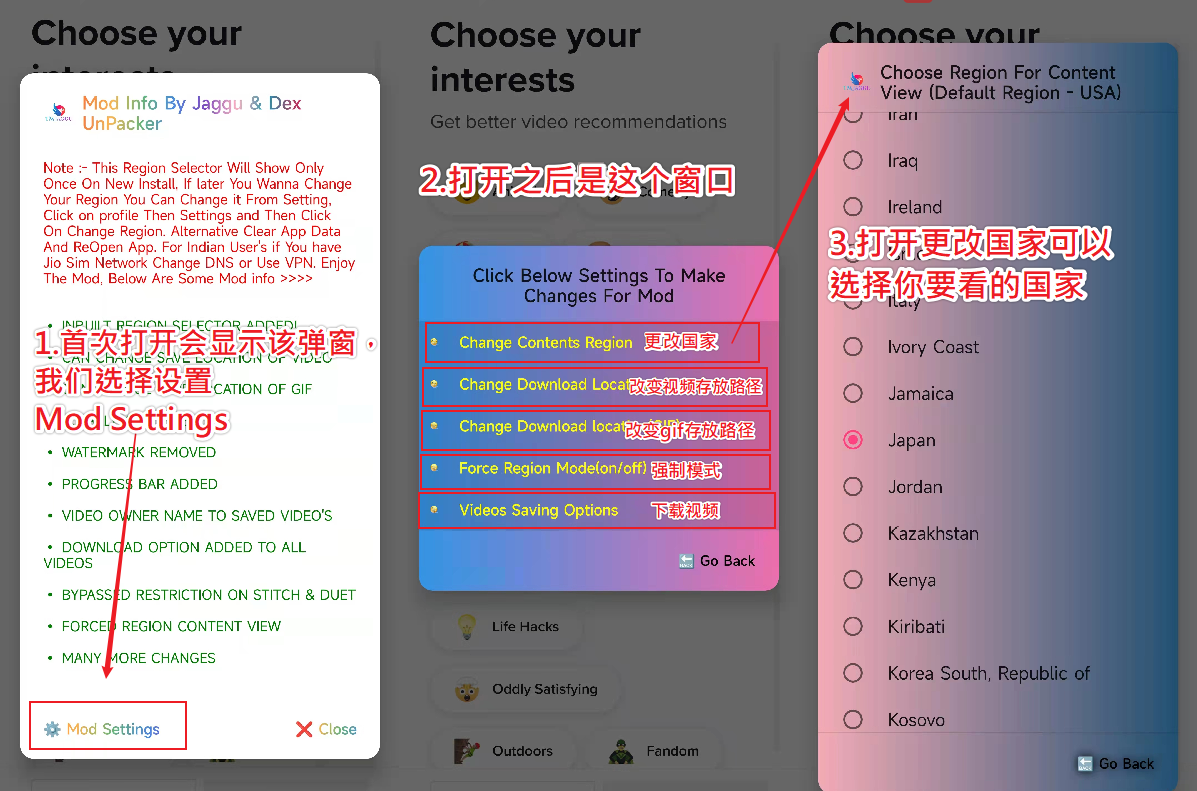 Choose your
Mod Info By Jaggu & Dex
UnPacker
Note :- This Region Selector Will Show Only
Once On New Install, If later You Wanna Change
Your Region You Can Change it From Setting,
Click on profile Then Settings and Then Click
On Change Region. Alternative Clear App Data
And ReOpen App. For Indian User's if You have
Jio Sim Network Change DNS or Use VPN. Enjoy
The Mod, Below Are Some Mod info >>>>
• INBUILT REGION SELECTOR ADDED!
1.首次打开会显示该弹窗，
CAN CHANGE SAVE LOCATION OF VIDEO
我们选择设置
CATION OF GIF
Mod Settings
• WATERMARK REMOVED
• PROGRESS BAR ADDED
• VIDEO OWNER NAME TO SAVED VIDEO'S
• DOWNLOAD OPTION ADDED TO ALL
VIDEOS
• BYPASSED RESTRICTION ON STITCH & DUET
• FORCED REGION CONTENT VIEW
• MANY MORE CHANGES
Mod Settings
Close
Choose your
interests
Get better video recommendations
2.打开之后是这个窗口
Click Below Settings To Make
Changes For Mod
Change Contents Region 更改国家
Change Download Locat 改变视频存放路径
Change Download locat 改变gif存放路径
Force Region Mode(on/off) 强制模式
Videos Saving Options 下载视频
BACK Go Back
Life Hacks
Oddly Satisfying
Outdoors
Fandom
Choose your
Choose Region For Content
View (Default Region - USA)
Iran
Iraq
Ireland
3.打开更改国家可以
选择你要看的国家
Italy
Ivory Coast
Jamaica
Japan
Jordan
Kazakhstan
Kenya
Kiribati
Korea South, Republic of
Kosovo
BACK Go Back